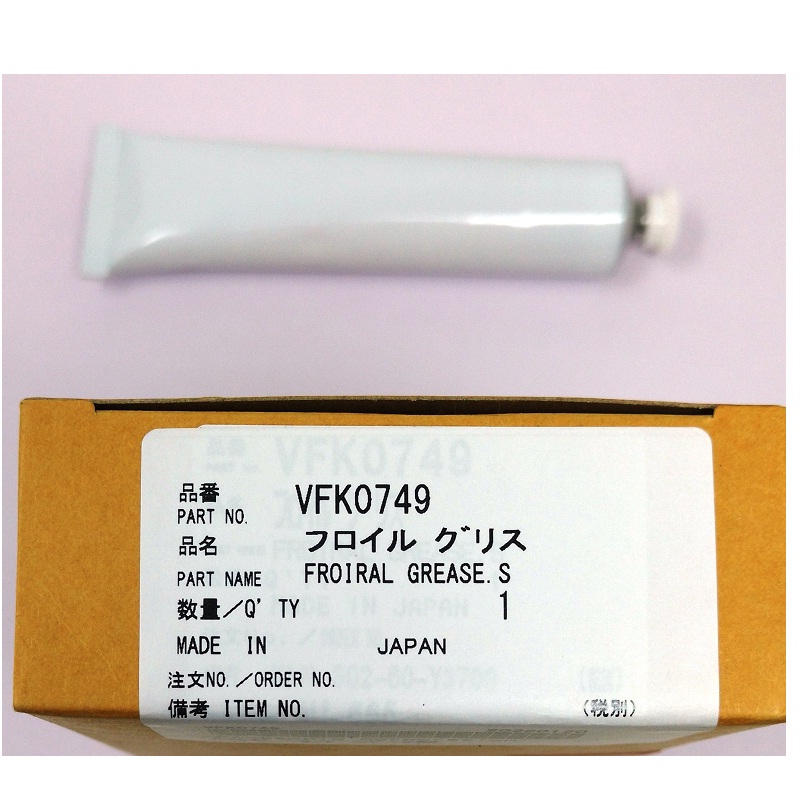 品番 VFK0749
PART NO.
品名 フロイル グリス
PART NAME FROIRAL GREASE.S
数量/Q'TY 1
MADE IN JAPAN
注文NO./ORDER NO.
備考 ITEM NO. (税別)